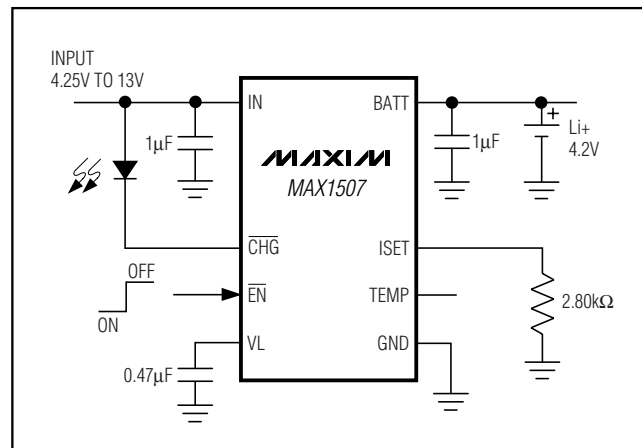 INPUT
4.25V TO 13V
IN
BATT
1µF
1µF
Li+
4.2V
+
MAXIM
MAX1507
CHG
ISET
OFF
ON
EN
TEMP
2.80kΩ
VL
GND
0.47µF